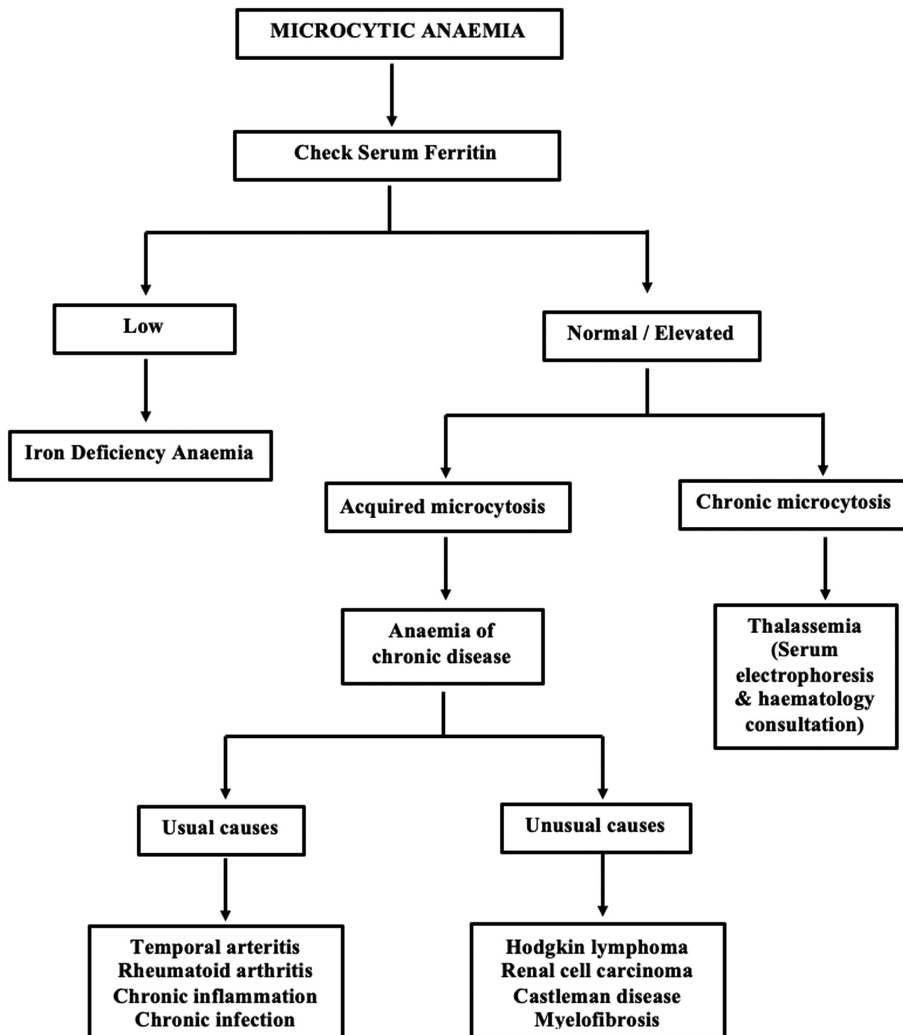 MICROCYTIC ANAEMIA
Check Serum Ferritin
Low
Normal / Elevated
Iron Deficiency Anaemia
Acquired microcytosis
Chronic microcytosis
Anaemia of
chronic disease
Thalassemia
(Serum
electrophoresis
& haematology
consultation)
Usual causes
Unusual causes
Temporal arteritis
Rheumatoid arthritis
Chronic inflammation
Chronic infection
Hodgkin lymphoma
Renal cell carcinoma
Castleman disease
Myelofibrosis